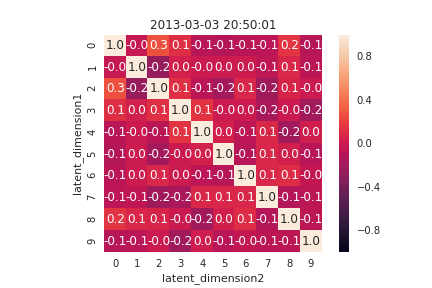 2013-03-03 20:50:01
0 1.0 -0.0 0.3 0.1 -0.1 -0.1 -0.1 -0.1 0.2 -0.1
1 -0.0 1.0 -0.2 0.0 -0.0 0.0 0.0 -0.1 0.1 -0.1
2 0.3 -0.2 1.0 0.1 -0.1 -0.2 0.1 -0.2 0.1 -0.0
3 0.1 0.0 0.1 1.0 0.1 -0.0 0.0 -0.2 -0.0 -0.2
4 -0.1 -0.0 -0.1 0.1 1.0 0.0 -0.1 0.1 -0.2 0.0
5 -0.1 0.0 -0.2 -0.0 0.0 1.0 -0.1 0.1 0.0 -0.1
6 -0.1 0.0 0.1 0.0 -0.1 -0.1 1.0 0.1 0.1 -0.0
7 -0.1 -0.1 -0.2 -0.2 0.1 0.1 0.1 1.0 -0.1 -0.1
8 0.2 0.1 0.1 -0.0 -0.2 0.0 0.1 -0.1 1.0 -0.1
9 -0.1 -0.1 -0.0 -0.2 0.0 -0.1 -0.0 -0.1 -0.1 1.0
0 1 2 3 4 5 6 7 8 9
latent_dimension2
latent_dimension1
0.8
0.4
0.0
−0.4
−0.8